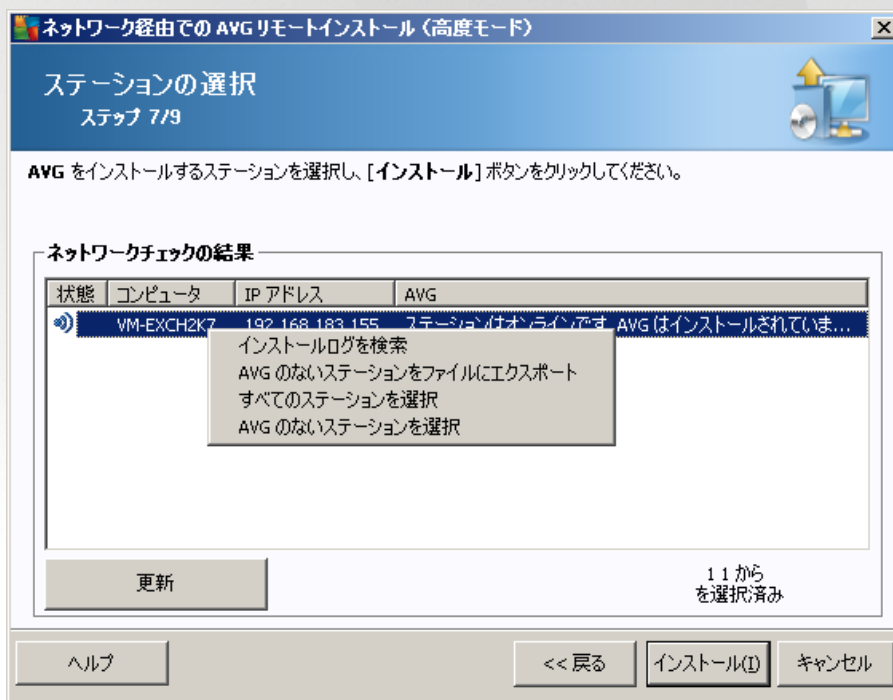 ネットワーク経由での AVG リモートインストール (高度モード)
ステーションの選択
ステップ 7/9
AVG をインストールするステーションを選択し、[インストール] ボタンをクリックしてください。
ネットワークチェックの結果
状態 コンピュータ IP アドレス AVG
VM-EXCH2K7 192.168.183.155 ステーションはオンラインです。AVG はインストールされていま...
インストールログを検索
AVG のないステーションをファイルにエクスポート
すべてのステーションを選択
AVG のないステーションを選択
更新
1 1 から
を選択済み
ヘルプ << 戻る インストール(I) キャンセル